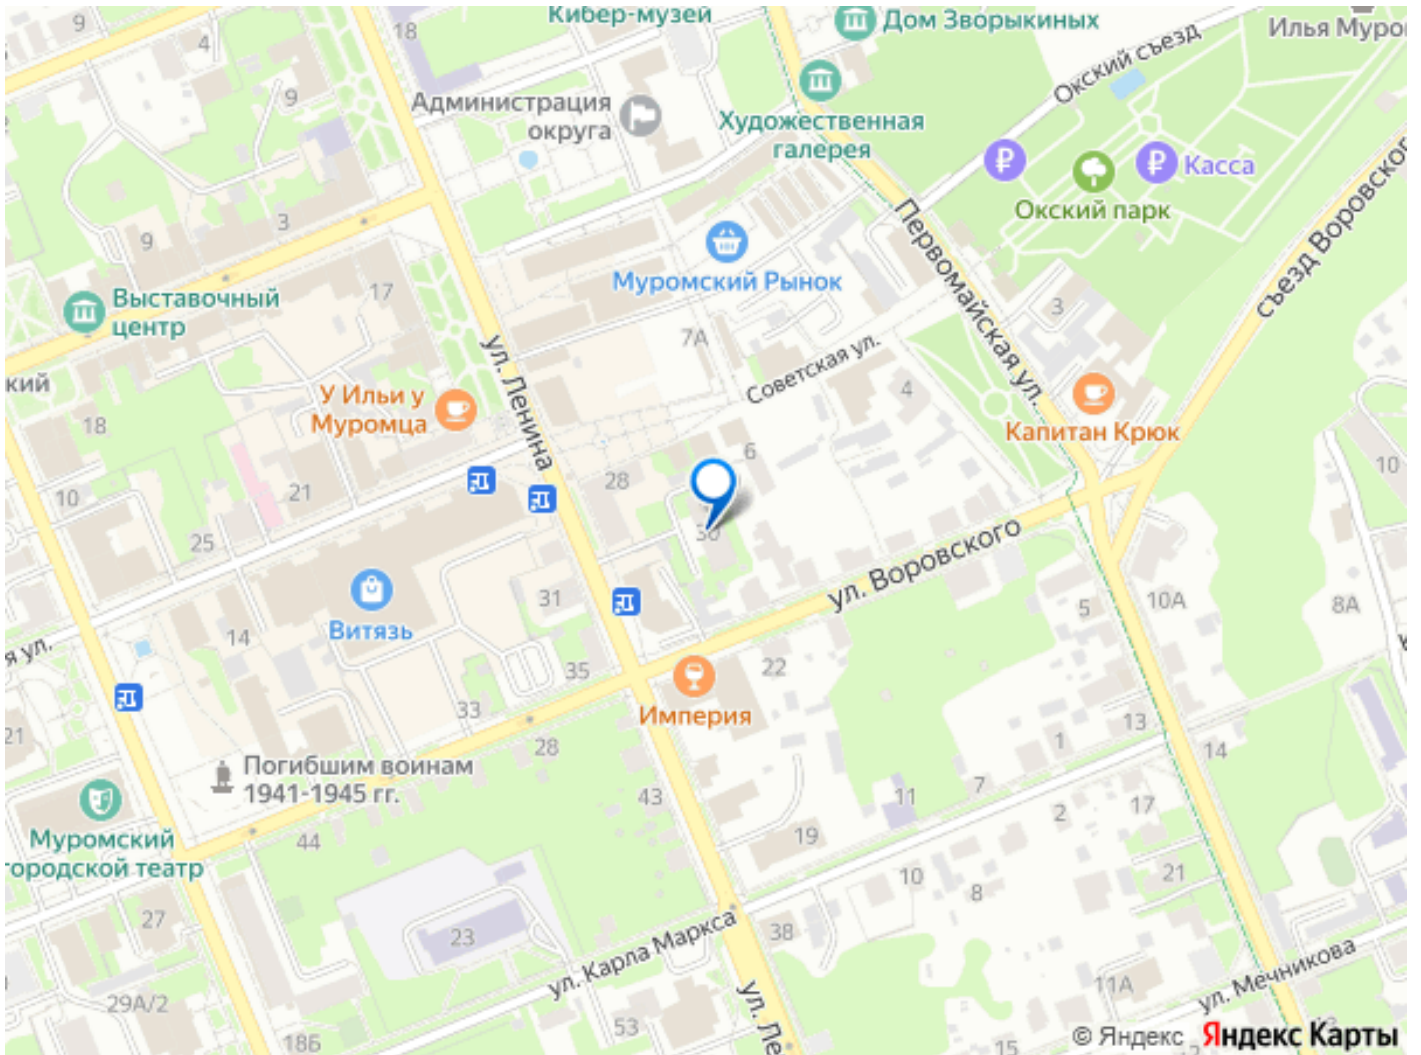 9
4
18
Кибер-музей
Дом Зворыкиных
Илья Муро
Окский съезд
9
Администрация
округа
Художественная
галерея
Касса
Окский парк
Первомайская ул.
съезд Воровског
3
9
Муромский Рынок
17
Выставочный
центр
7А
3
Советская ул.
ул. Ленина
кий
У Ильи у
Муромца
4
18
Капитан Крюк
6
28
10
10
21
25
30
ул. Воровского
31
5
10А
8А
Витязь
14
я ул.
35
22
33
Империя
13
21
28
1
14
Погибшим воинам
1941-1945 гг.
43
7
11
2
17
Муромский
городской театр
44
19
21
10
8
27
23
38
ул. Карла Маркса
ул. Мечникова
11А
29А/2
ул. Ле
53
18Б
15
12
© Яндекс
Яндекс Карты